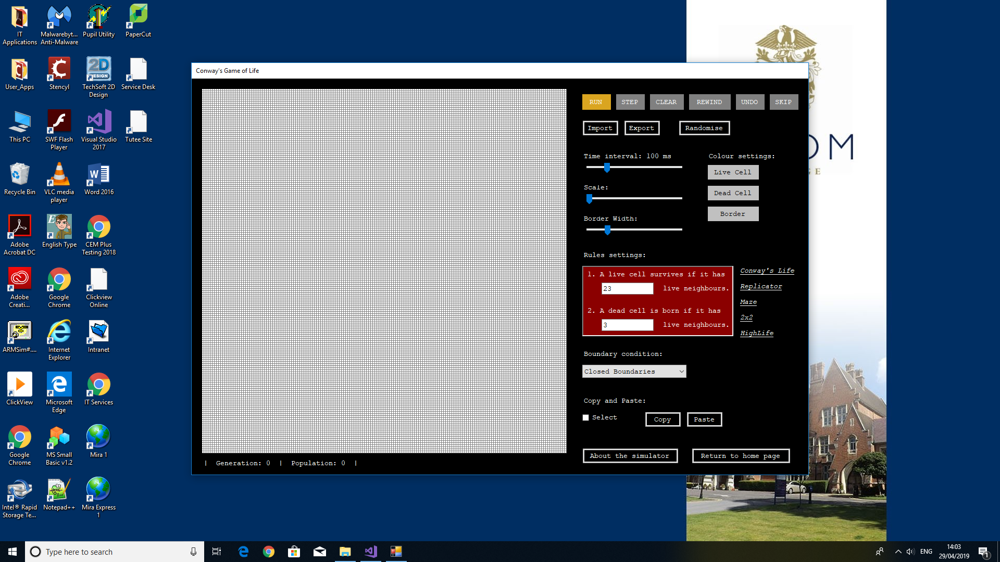 IT
Applications
Malwarebyt...
Anti-Malware
Pupil Utility
PaperCut
User_Apps
Stencyl
TechSoft 2D
Design
Service Desk
This PC
SWF Flash
Player
Visual Studio
2017
Tutee Site
Recycle Bin
VLC media
player
Word 2016
Adobe
Acrobat DC
English Type
CEM Plus
Testing 2018
Adobe
Creati...
Google
Chrome
Clickview
Online
ARMSim#....
Internet
Explorer
Intranet
ClickView
Microsoft
Edge
IT Services
Google
Chrome
MS Small
Basic v1.2
Mira 1
Intel® Rapid
Storage Te...
Notepad++
Mira Express
1
2D
DESIGN
Conway's Game of Life
RUN STEP CLEAR REWIND UNDO SKIP
Import Export Randomise
Time interval: 100 ms
Colour settings:
Live Cell
Scale:
Dead Cell
Border
Border Width:
Rules settings:
1. A live cell survives if it has
23 live neighbours.
2. A dead cell is born if it has
3 live neighbours.
Conway's Life
Replicator
Maze
2x2
HighLife
Boundary condition:
Closed Boundaries
Copy and Paste:
Select Copy Paste
About the simulator Return to home page
| Generation: 0 | Population: 0 |
OM
GE
Type here to search
ENG
14:03
29/04/2019
1